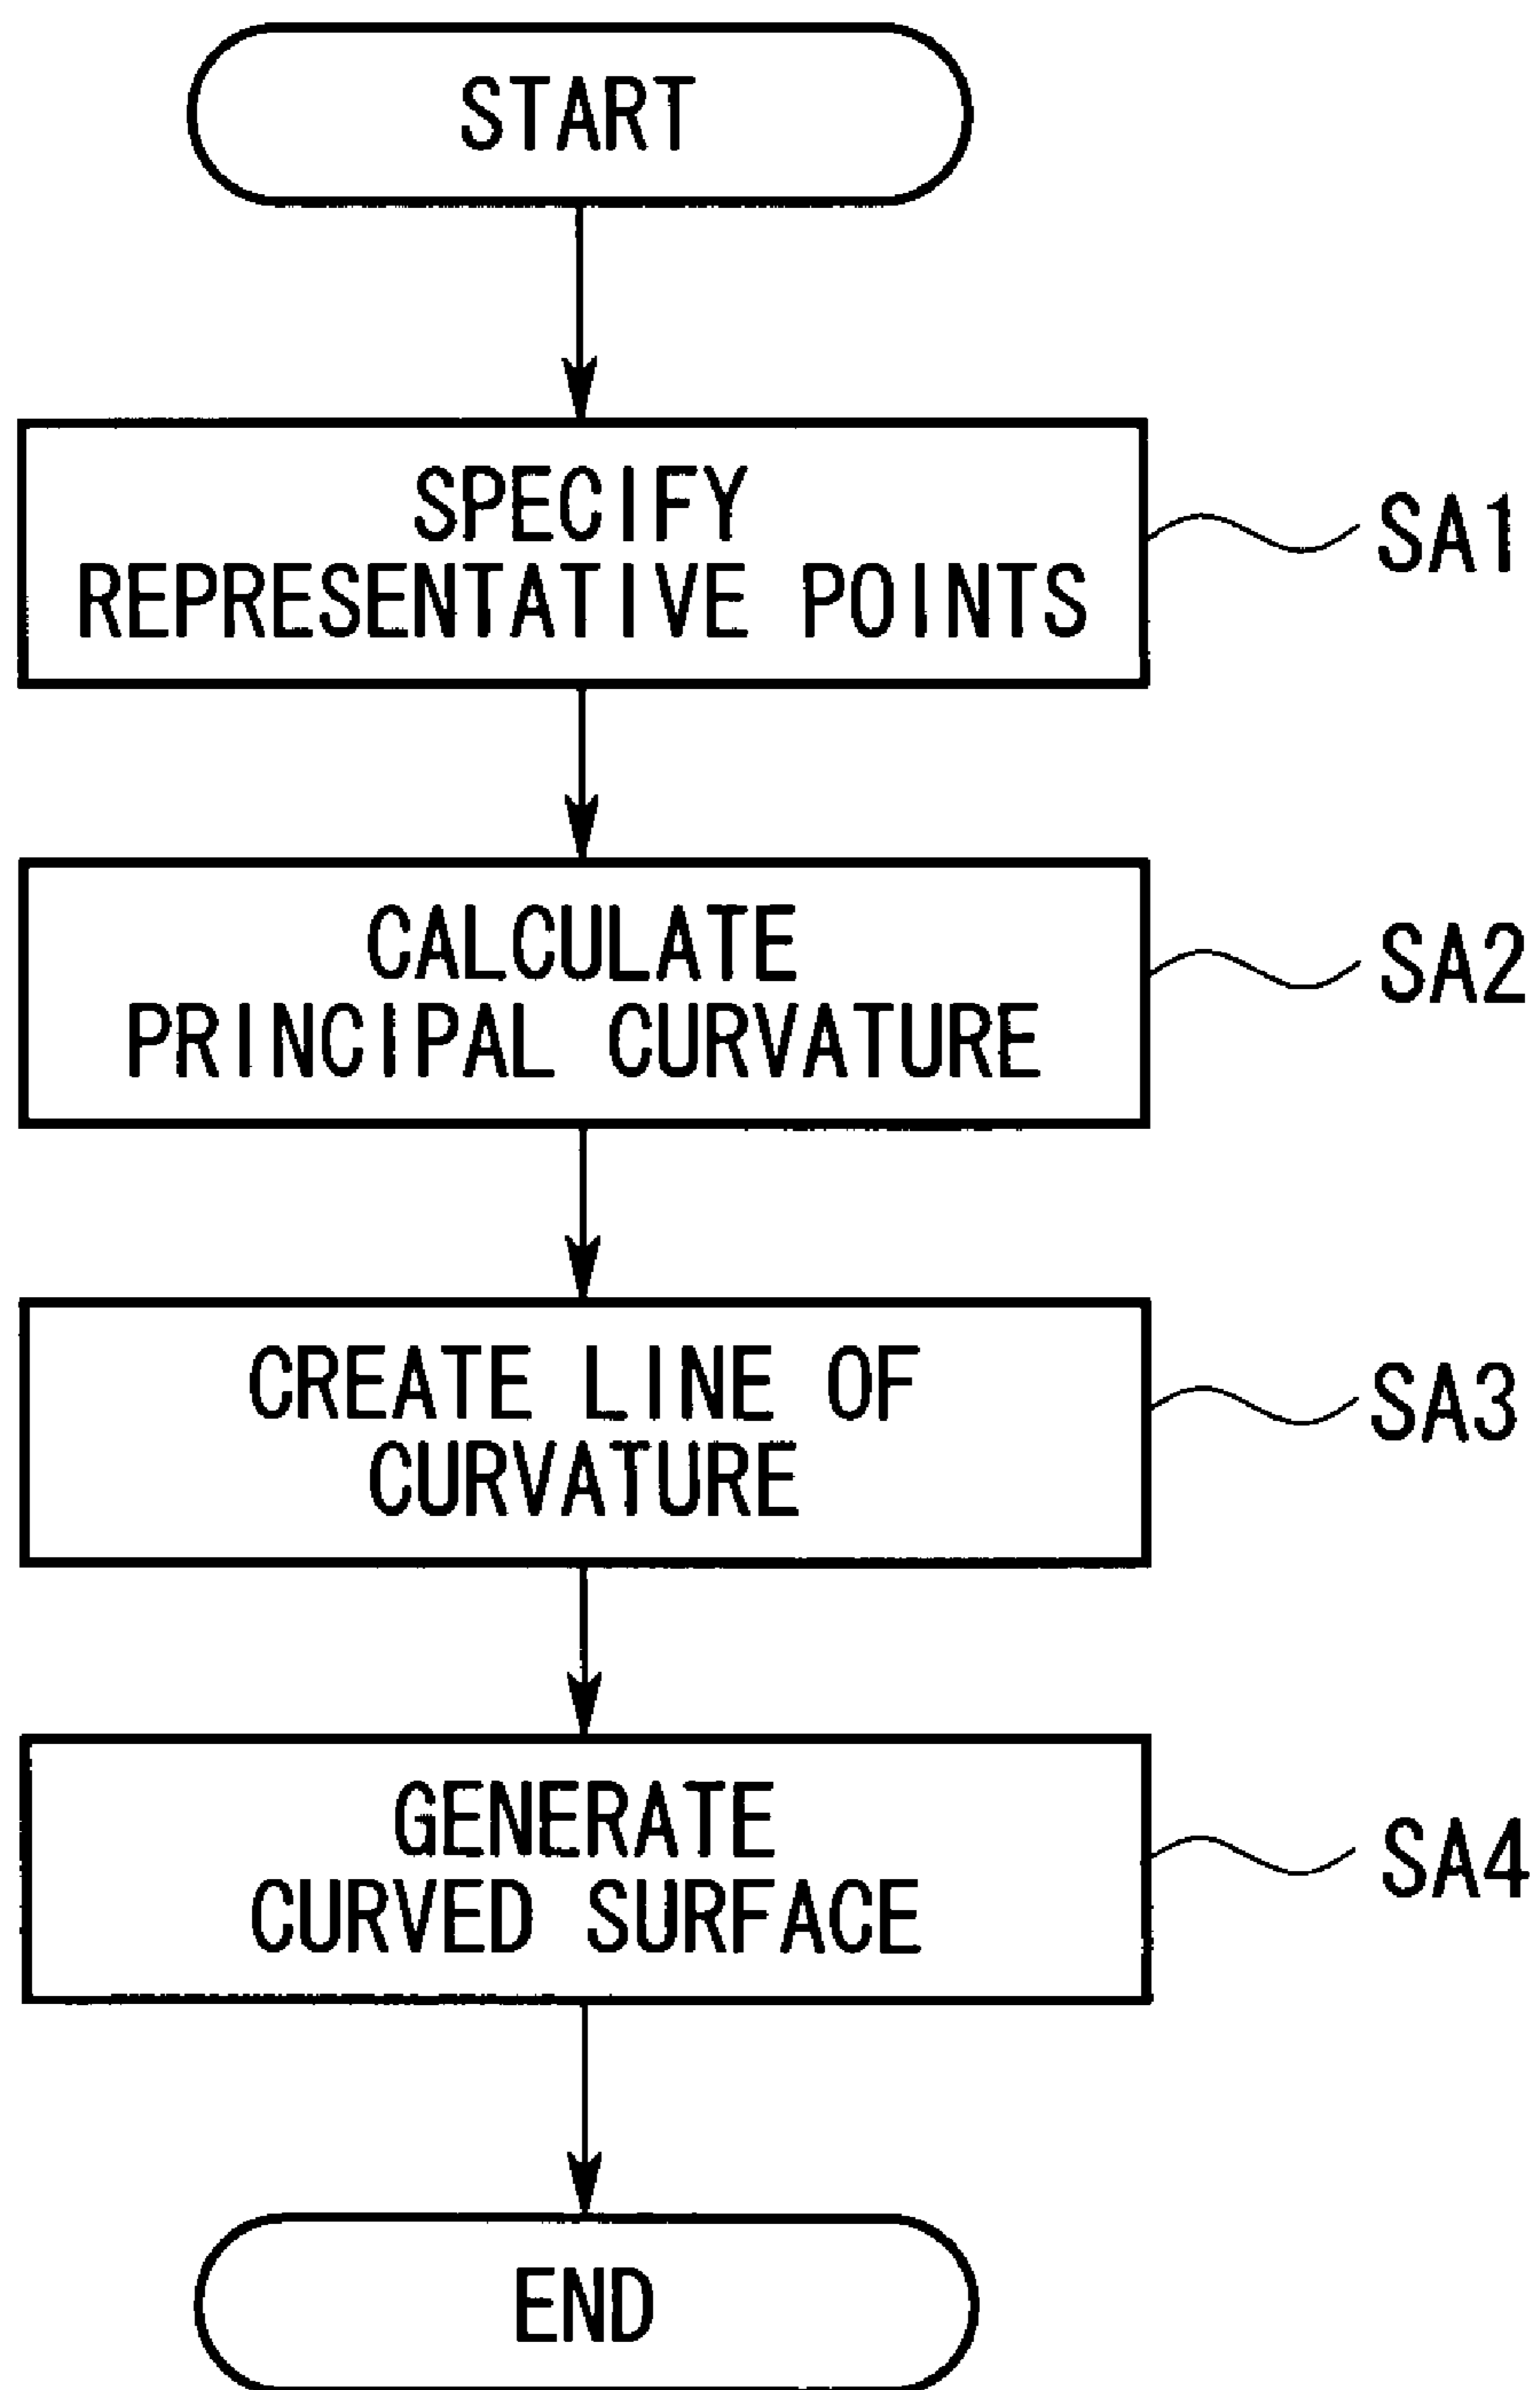 START
SPECIFY
REPRESENTATIVE POINTS
SA1
CALCULATE
PRINCIPAL CURVATURE
SA2
CREATE LINE OF
CURVATURE
SA3
GENERATE
CURVED SURFACE
SA4
END